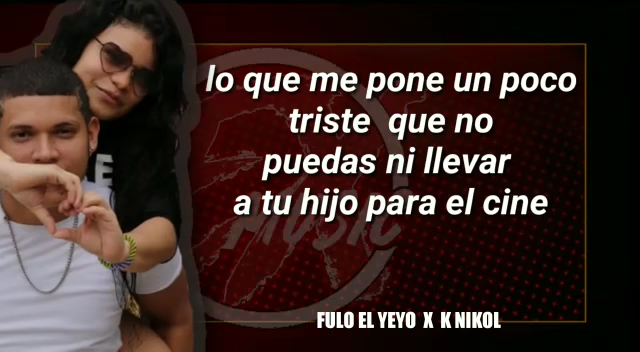 lo que me pone un poco
triste que no
puedas ni llevar
a tu hijo para el cine
MUSIC
FULO EL YEYO X K NIKOL